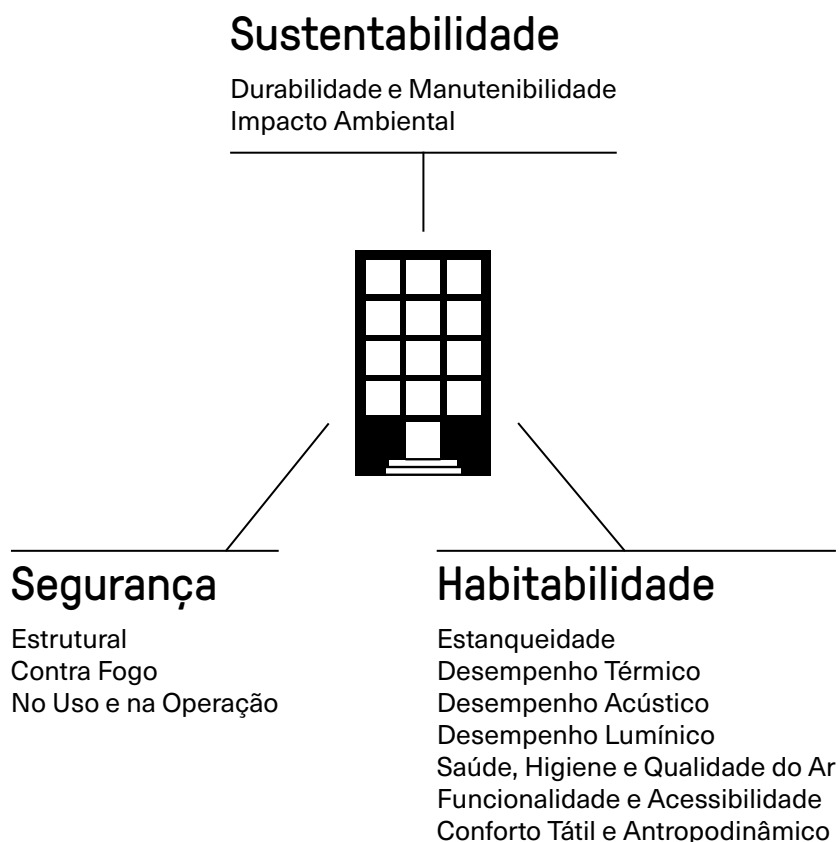 Sustentabilidade
Durabilidade e Manutenibilidade
Impacto Ambiental
Segurança
Estrutural
Contra Fogo
No Uso e na Operação
Habitabilidade
Estanqueidade
Desempenho Térmico
Desempenho Acústico
Desempenho Lumínico
Saúde, Higiene e Qualidade do Ar
Funcionalidade e Acessibilidade
Conforto Tátil e Antropodinâmico